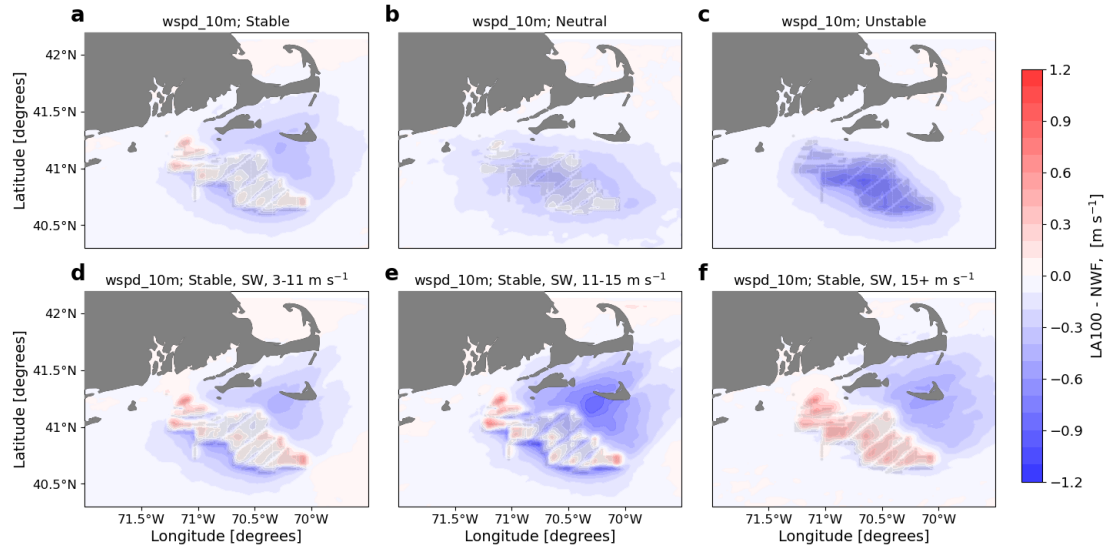 a wspd_10m; Stable
b wspd_10m; Neutral
c wspd_10m; Unstable
42°N
41.5°N
41°N
40.5°N
Latitude [degrees]
d wspd_10m; Stable, SW, 3-11 m s⁻¹
e wspd_10m; Stable, SW, 11-15 m s⁻¹
f wspd_10m; Stable, SW, 15+ m s⁻¹
42°N
41.5°N
41°N
40.5°N
Latitude [degrees]
71.5°W 71°W 70.5°W 70°W
71.5°W 71°W 70.5°W 70°W
71.5°W 71°W 70.5°W 70°W
Longitude [degrees]
Longitude [degrees]
Longitude [degrees]
1.2
0.9
0.6
0.3
0.0
−0.3
−0.6
−0.9
−1.2
LA100 - NWF, [m s⁻¹]